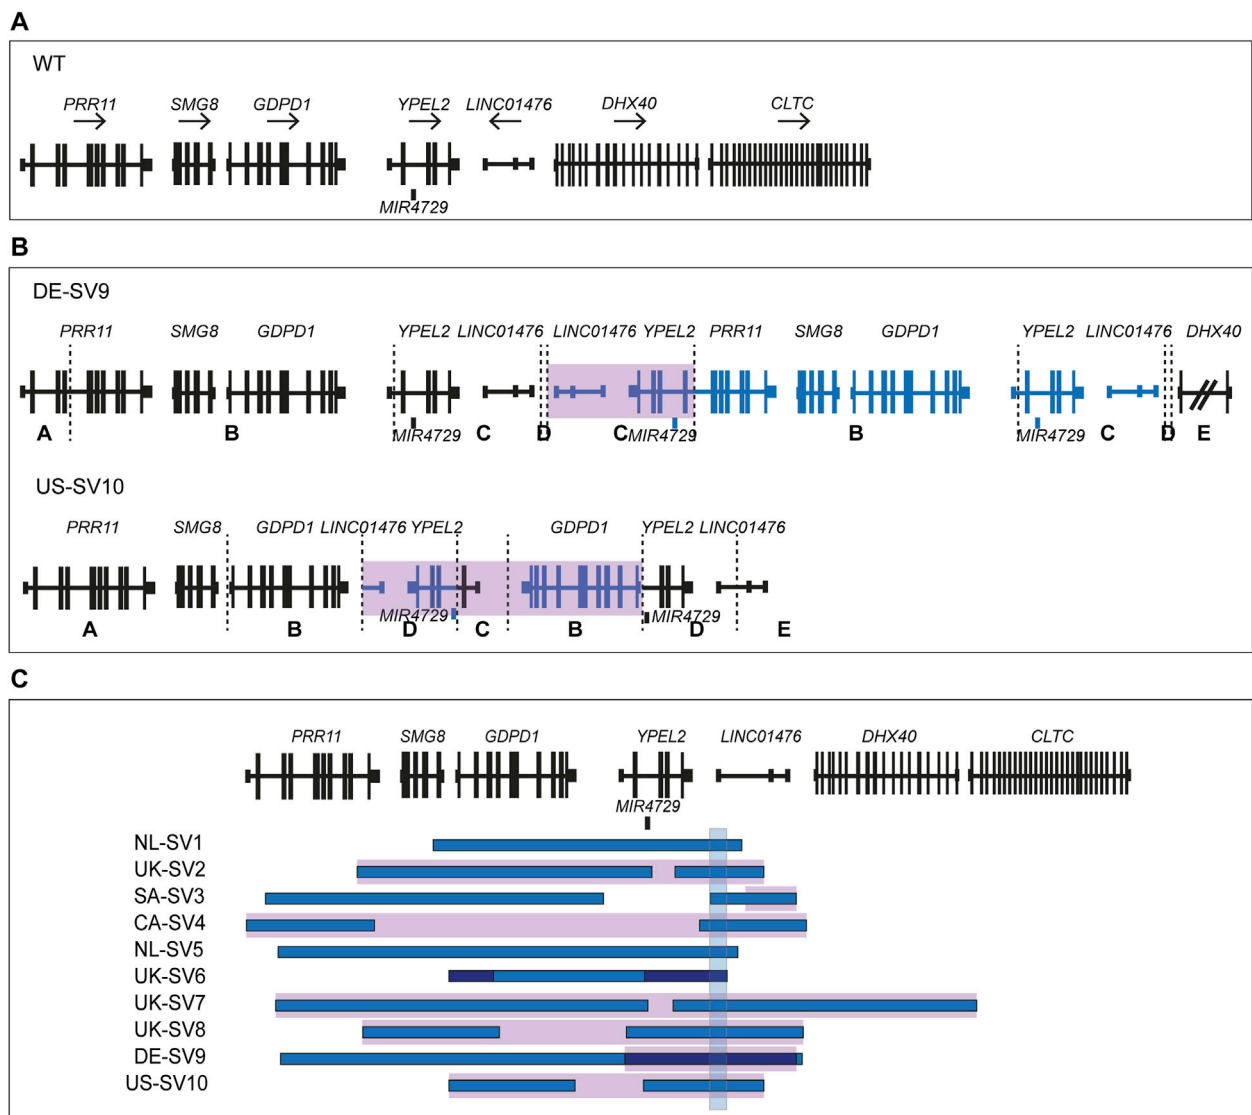 A
WT
PRR11 SMG8 GDPD1 YPEL2 LINC01476 DHX40 CLTC
MIR4729
B
DE-SV9
PRR11 SMG8 GDPD1 YPEL2 LINC01476 LINC01476 YPEL2 PRR11 SMG8 GDPD1 YPEL2 LINC01476 DHX40
A B MIR4729 C D C MIR4729 B MIR4729 C D E
US-SV10
PRR11 SMG8 GDPD1 LINC01476 YPEL2 GDPD1 YPEL2 LINC01476
MIR4729 MIR4729
A B D C B D E
C
PRR11 SMG8 GDPD1 YPEL2 LINC01476 DHX40 CLTC
MIR4729
NL-SV1
UK-SV2
SA-SV3
CA-SV4
NL-SV5
UK-SV6
UK-SV7
UK-SV8
DE-SV9
US-SV10